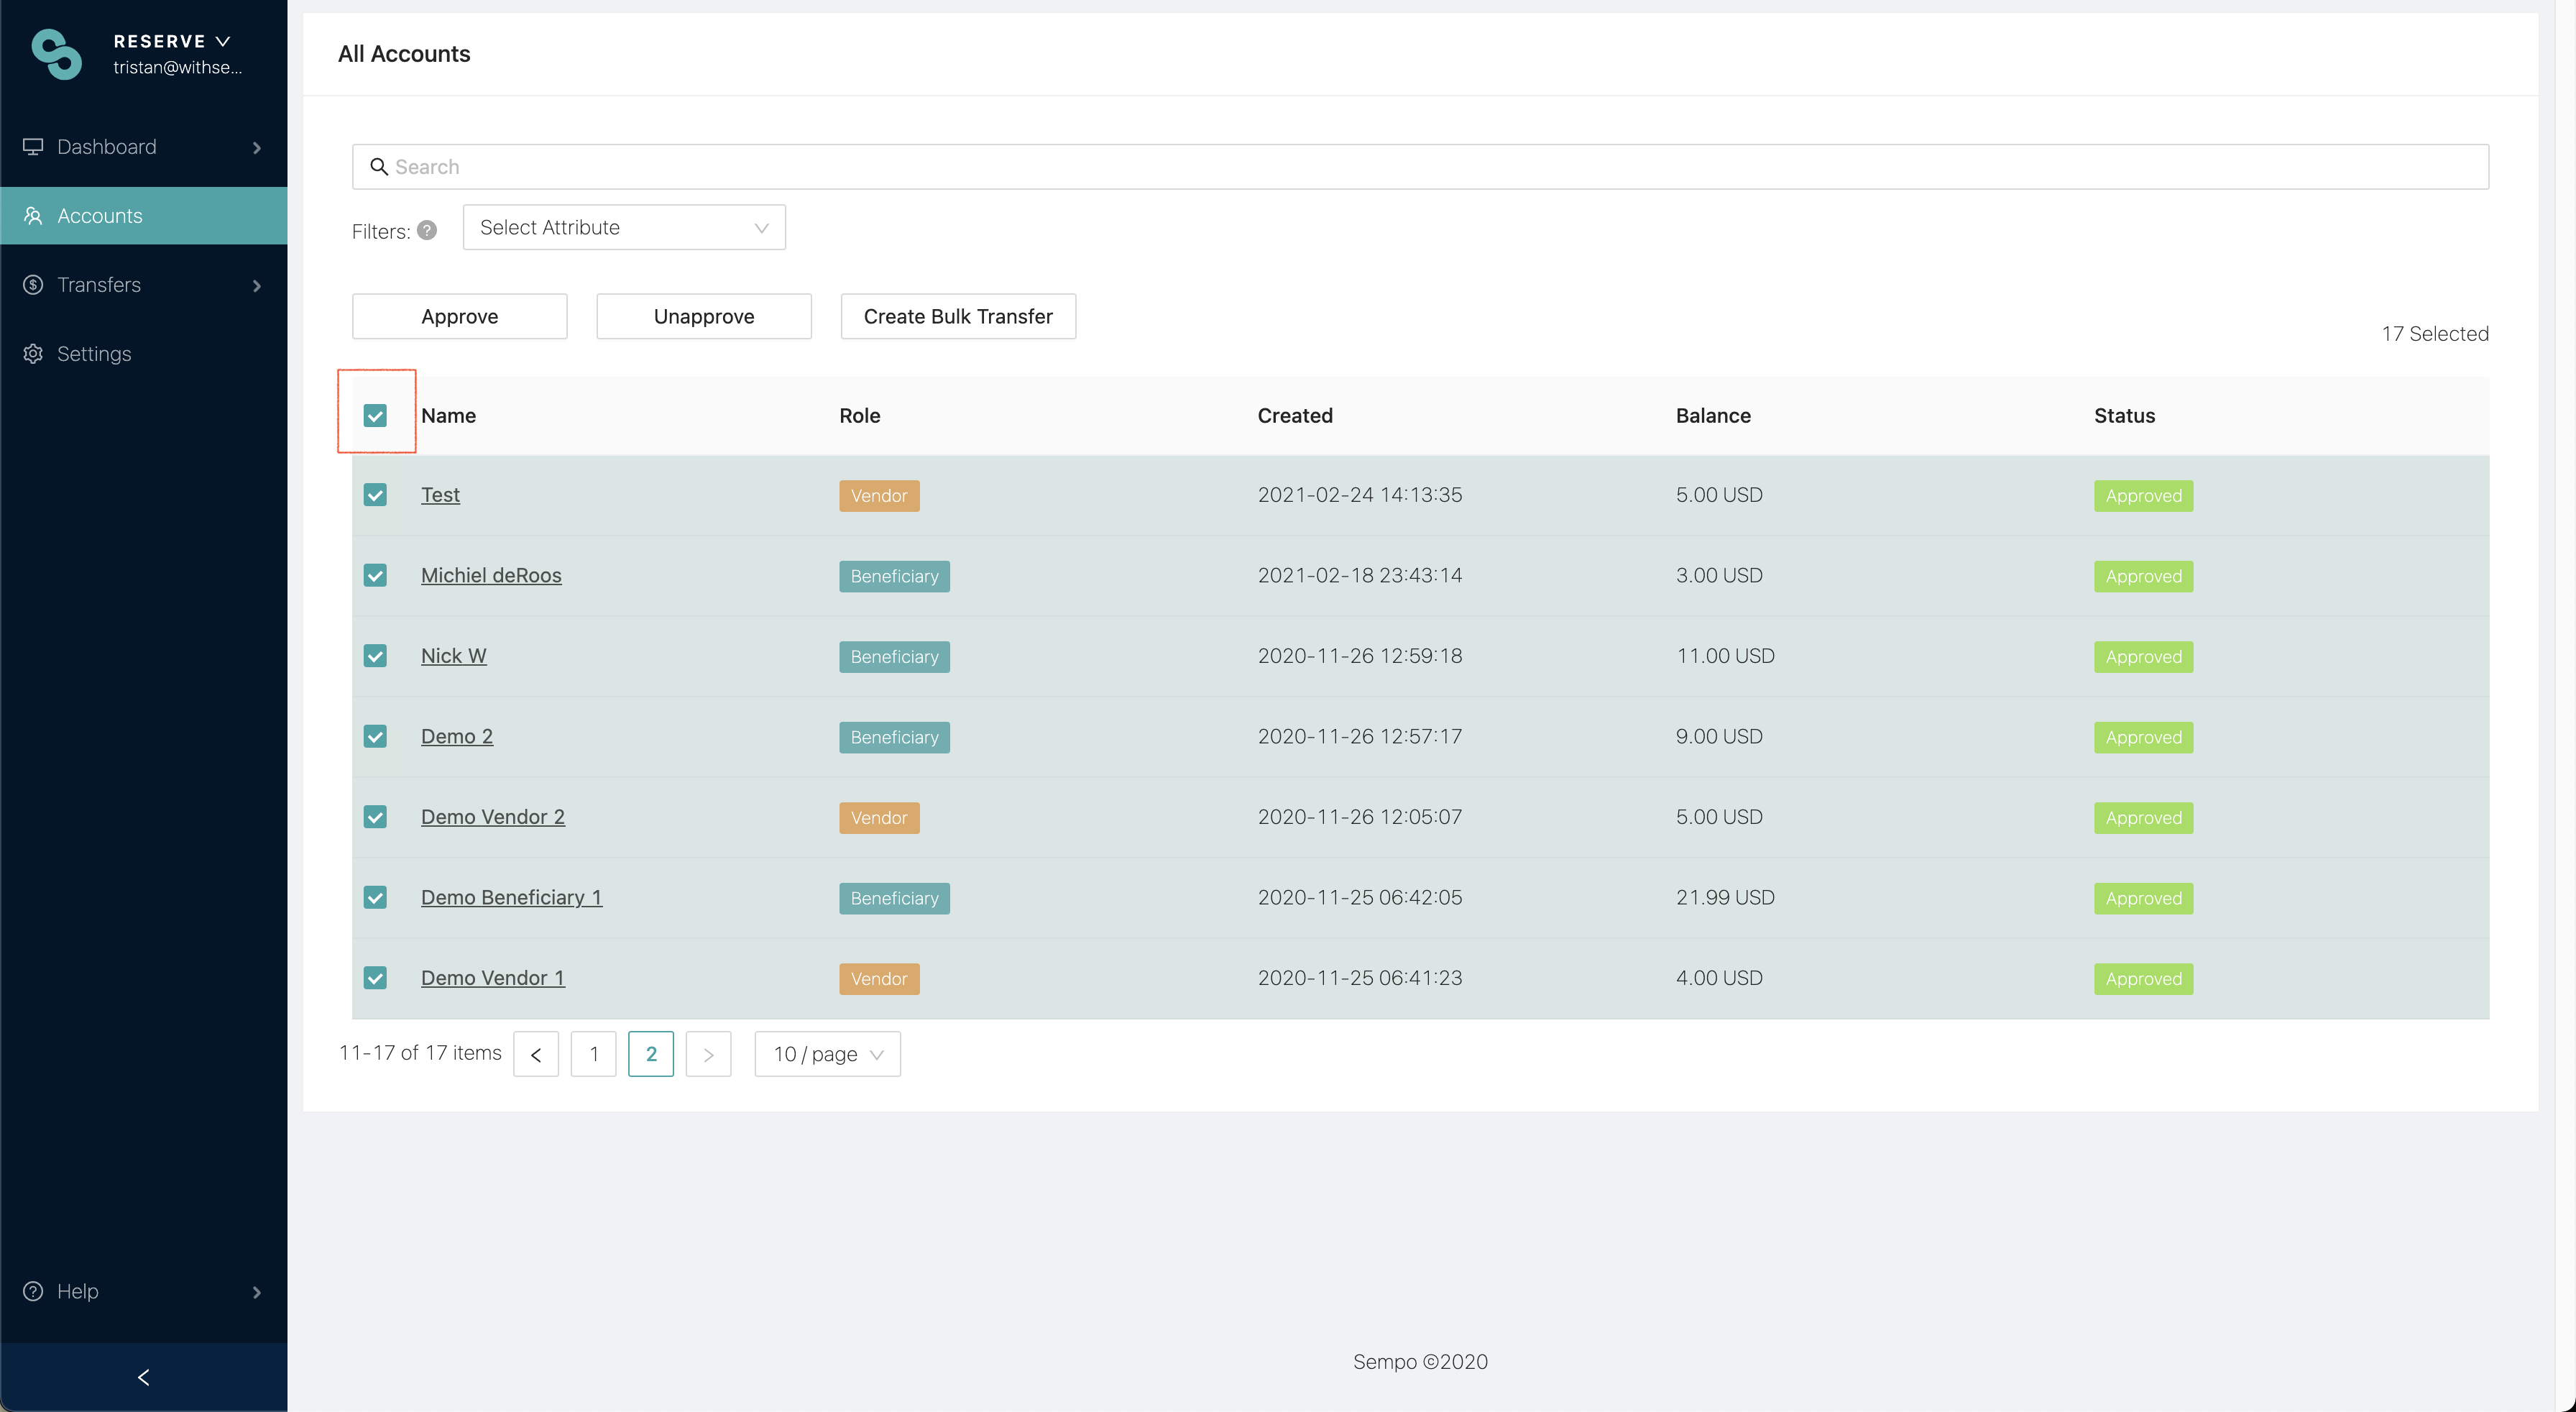 RESERVE
tristan@withse...
Dashboard
Accounts
Transfers
Settings
Help
All Accounts
Search
Filters: ?
Select Attribute
Approve
Unapprove
Create Bulk Transfer
17 Selected
Name Role Created Balance Status
Test Vendor 2021-02-24 14:13:35 5.00 USD Approved
Michiel deRoos Beneficiary 2021-02-18 23:43:14 3.00 USD Approved
Nick W Beneficiary 2020-11-26 12:59:18 11.00 USD Approved
Demo 2 Beneficiary 2020-11-26 12:57:17 9.00 USD Approved
Demo Vendor 2 Vendor 2020-11-26 12:05:07 5.00 USD Approved
Demo Beneficiary 1 Beneficiary 2020-11-25 06:42:05 21.99 USD Approved
Demo Vendor 1 Vendor 2020-11-25 06:41:23 4.00 USD Approved
11-17 of 17 items < 1 2 > 10 / page
Sempo ©2020